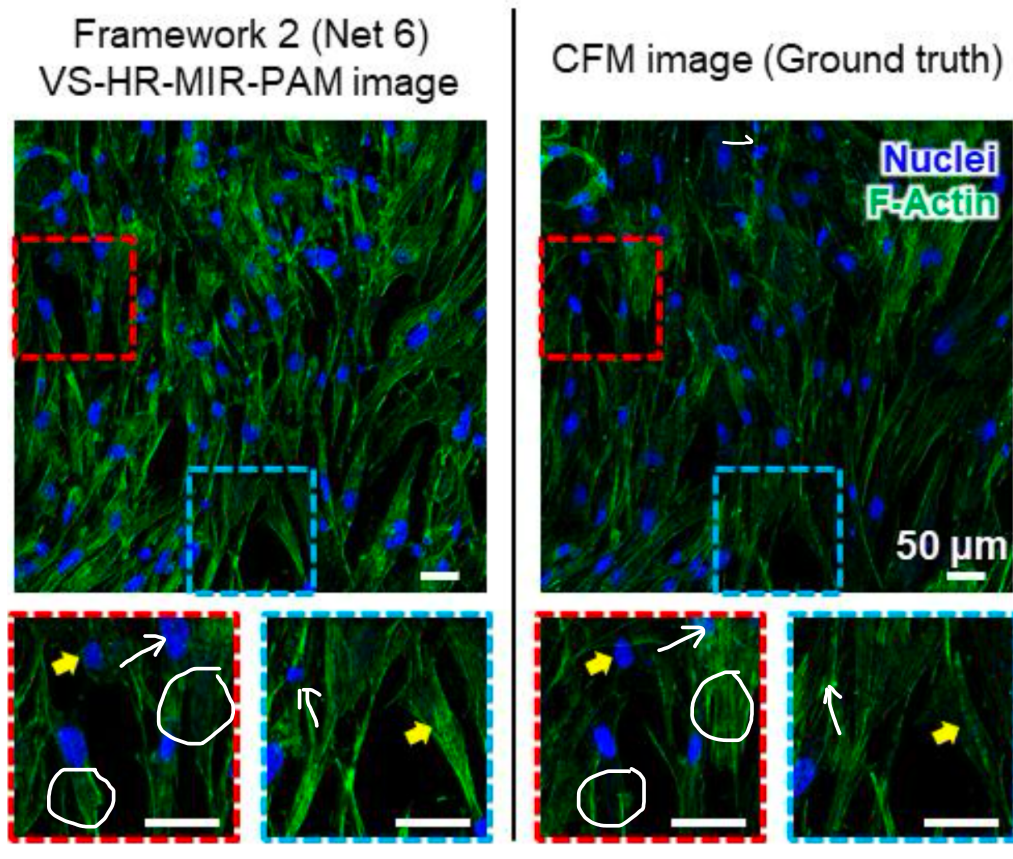 Framework 2 (Net 6)
VS-HR-MIR-PAM image
CFM image (Ground truth)
Nuclei
F-Actin
50 µm